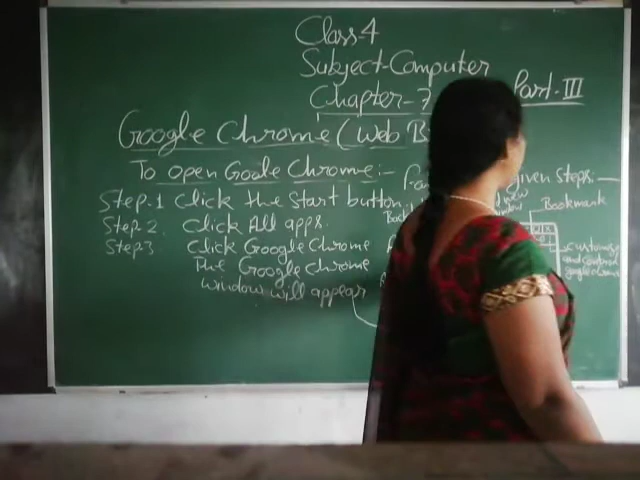 Class 4
Subject-Computer
Chapter-7
Part-III
Google Chrome (Web B
To open Goole Chrome:-
given steps:-
Step-1 Click the Start button.
Step-2. Click All apps.
Step-3 Click Google Chrome
The Google Chrome
window will appear
new
Bookmark
customize
and control
google chrome